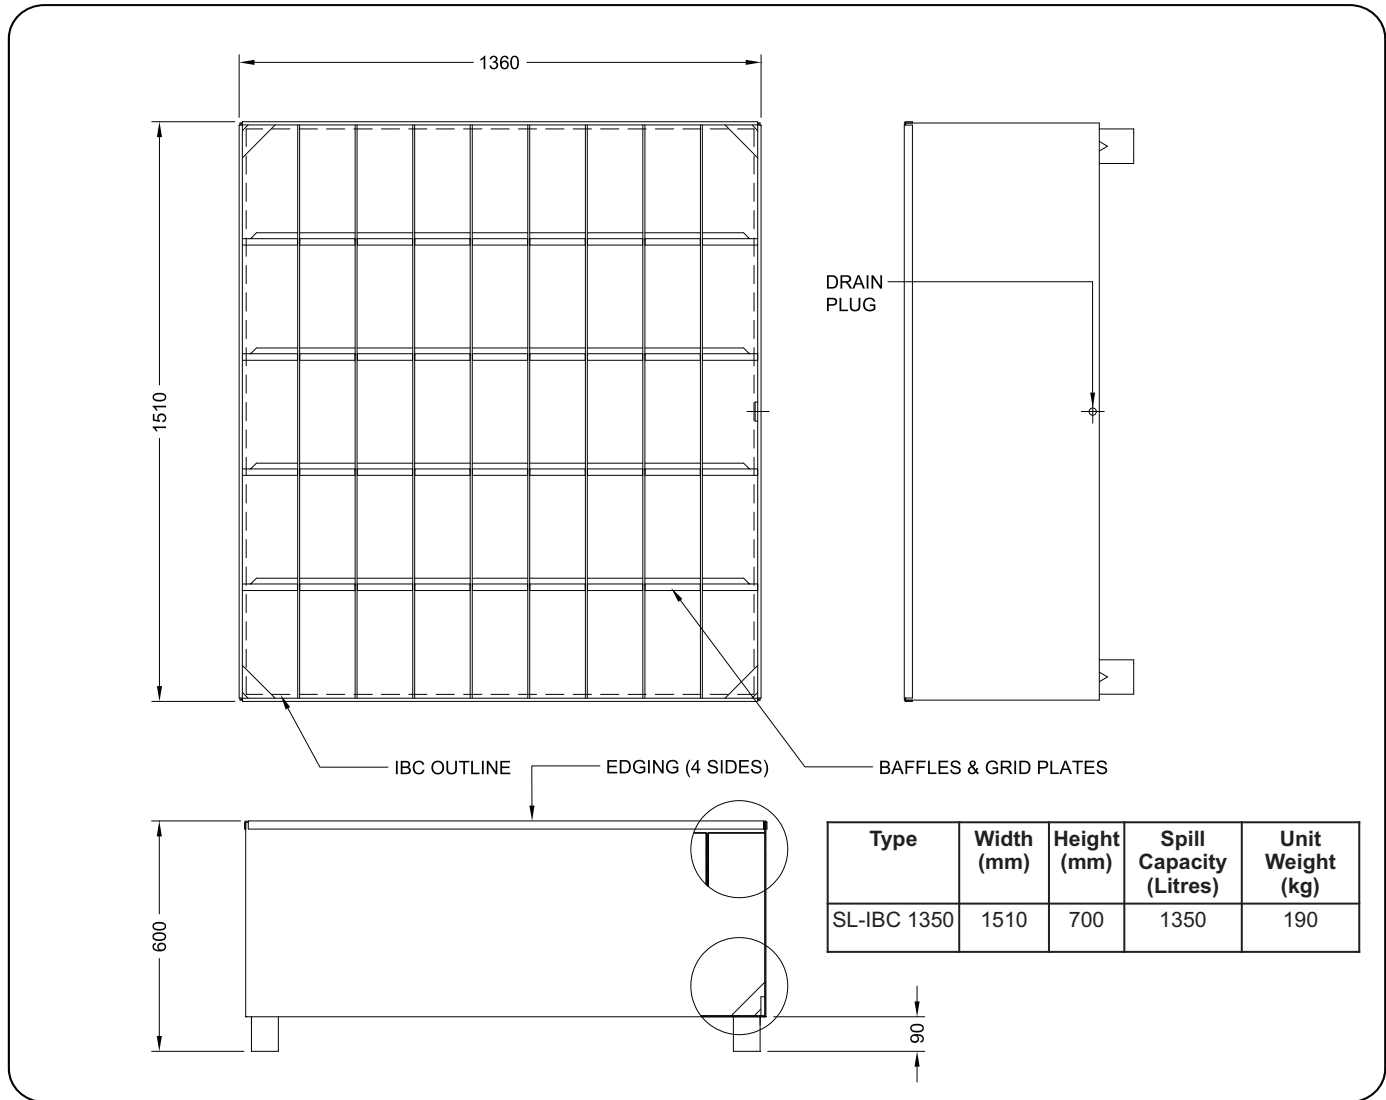 1360
1510
DRAIN
PLUG
IBC OUTLINE
EDGING (4 SIDES)
BAFFLES & GRID PLATES
600
90
Type Width (mm) Height (mm) Spill Capacity (Litres) Unit Weight (kg)
SL-IBC 1350 1510 700 1350 190